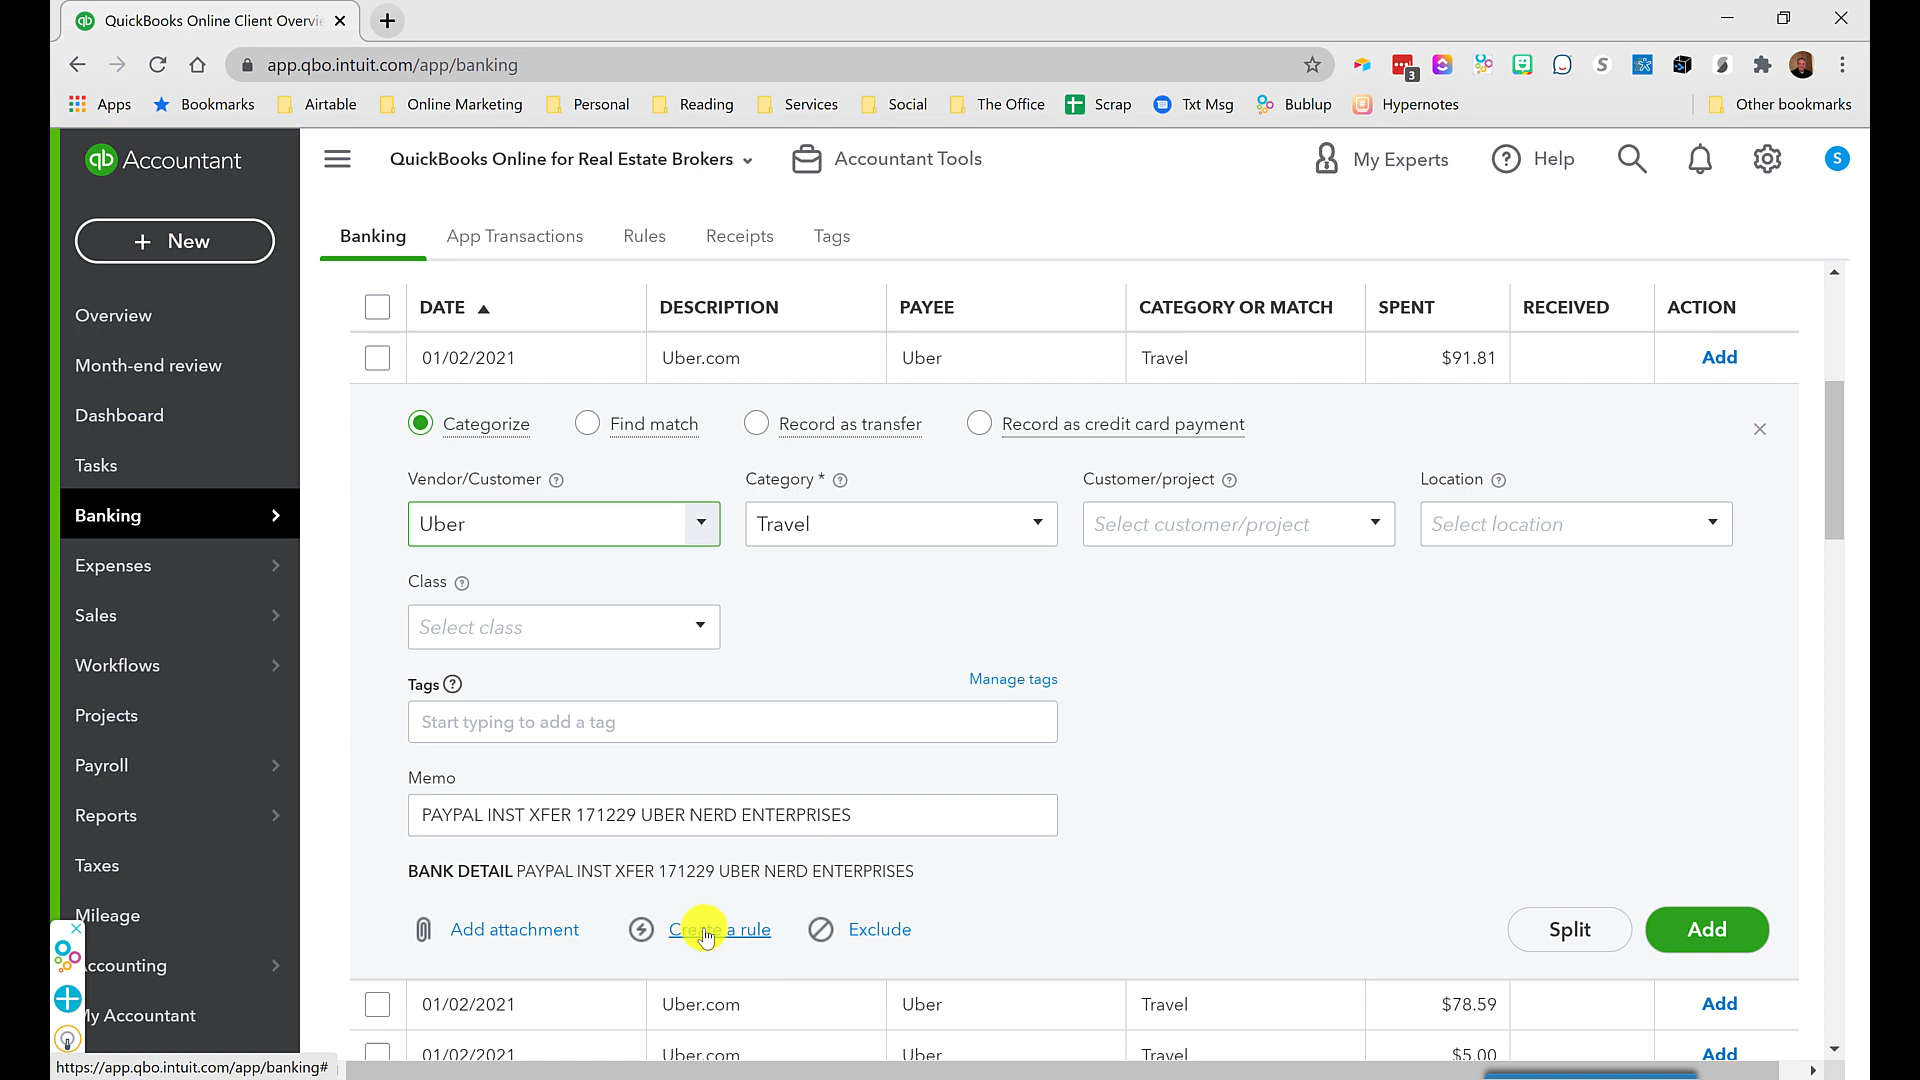 QuickBooks Online Client Overvi
app.qbo.intuit.com/app/banking
3
Apps
Bookmarks
Airtable
Online Marketing
Personal
Reading
Services
Social
The Office
Scrap
Txt Msg
Bublup
Hypernotes
Other bookmarks
qb Accountant
QuickBooks Online for Real Estate Brokers
Accountant Tools
My Experts
Help
S
+ New
Banking
App Transactions
Rules
Receipts
Tags
Overview
Month-end review
Dashboard
Tasks
Banking
Expenses
Sales
Workflows
Projects
Payroll
Reports
Taxes
Mileage
ccounting
y Accountant
DATE DESCRIPTION PAYEE CATEGORY OR MATCH SPENT RECEIVED ACTION
01/02/2021 Uber.com Uber Travel $91.81 Add
Categorize Find match Record as transfer Record as credit card payment
Vendor/Customer Category * Customer/project Location
Uber Travel Select customer/project Select location
Class
Select class
Tags Manage tags
Start typing to add a tag
Memo
PAYPAL INST XFER 171229 UBER NERD ENTERPRISES
BANK DETAIL PAYPAL INST XFER 171229 UBER NERD ENTERPRISES
Add attachment Create a rule Exclude Split Add
01/02/2021 Uber.com Uber Travel $78.59 Add
01/02/2021 Uber.com Uber Travel $5.00 Add
https://app.qbo.intuit.com/app/banking#